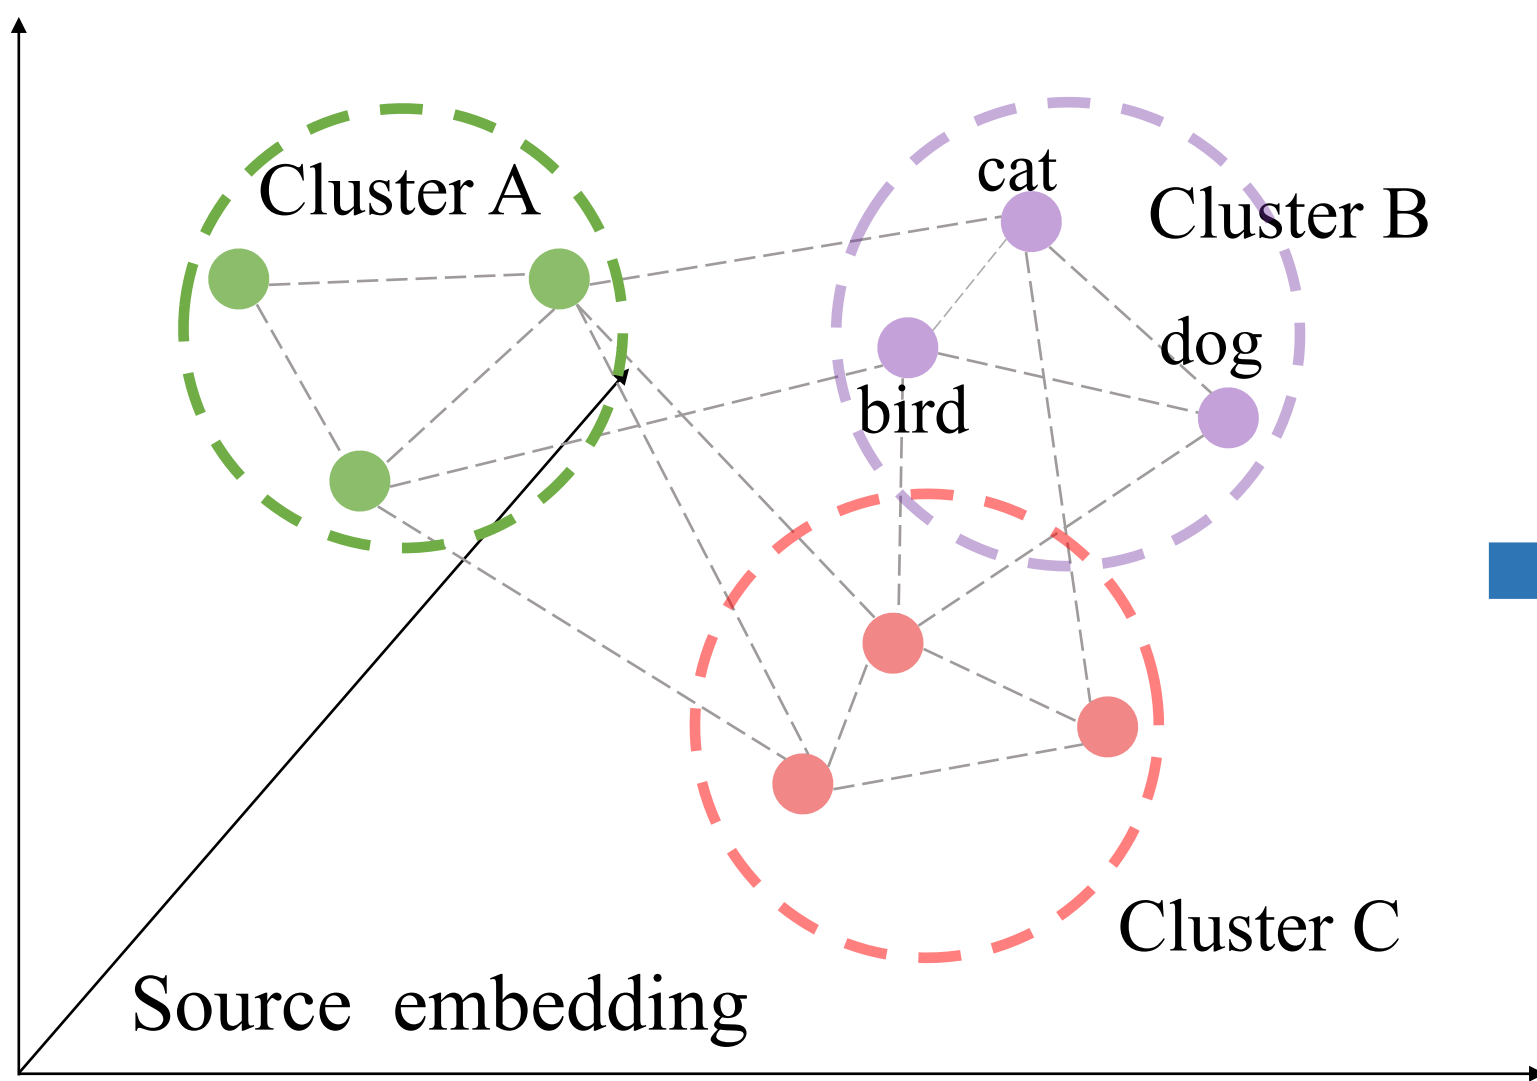 Cluster A
cat
Cluster B
dog
bird
Cluster C
Source embedding